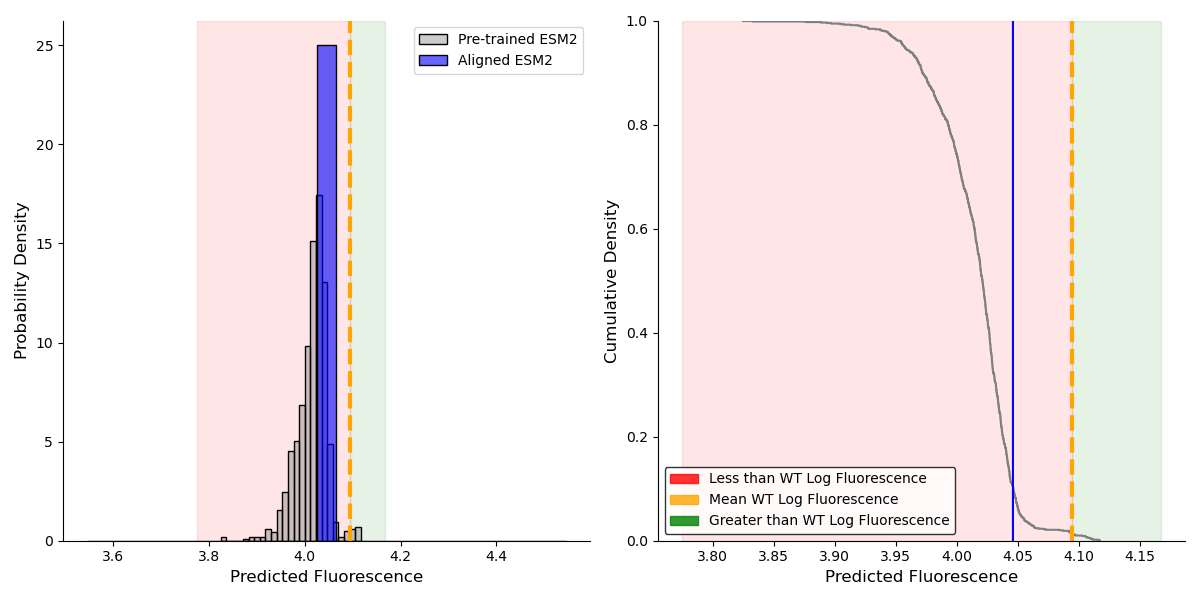 25
20
15
10
5
0
3.6
3.8
4.0
4.2
4.4
Probability Density
Predicted Fluorescence
Pre-trained ESM2
Aligned ESM2
1.0
0.8
0.6
0.4
0.2
0.0
3.80
3.85
3.90
3.95
4.00
4.05
4.10
4.15
Cumulative Density
Predicted Fluorescence
Less than WT Log Fluorescence
Mean WT Log Fluorescence
Greater than WT Log Fluorescence